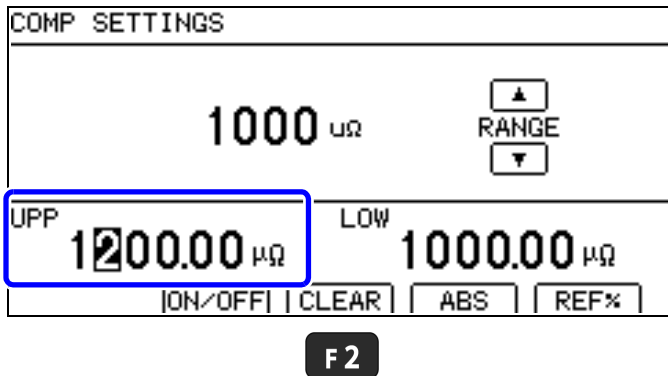 COMP SETTINGS
1000 uΩ
▲
RANGE
▼
UPP 1200.00 μΩ LOW 1000.00 μΩ
ON/OFF CLEAR ABS REF%
F2